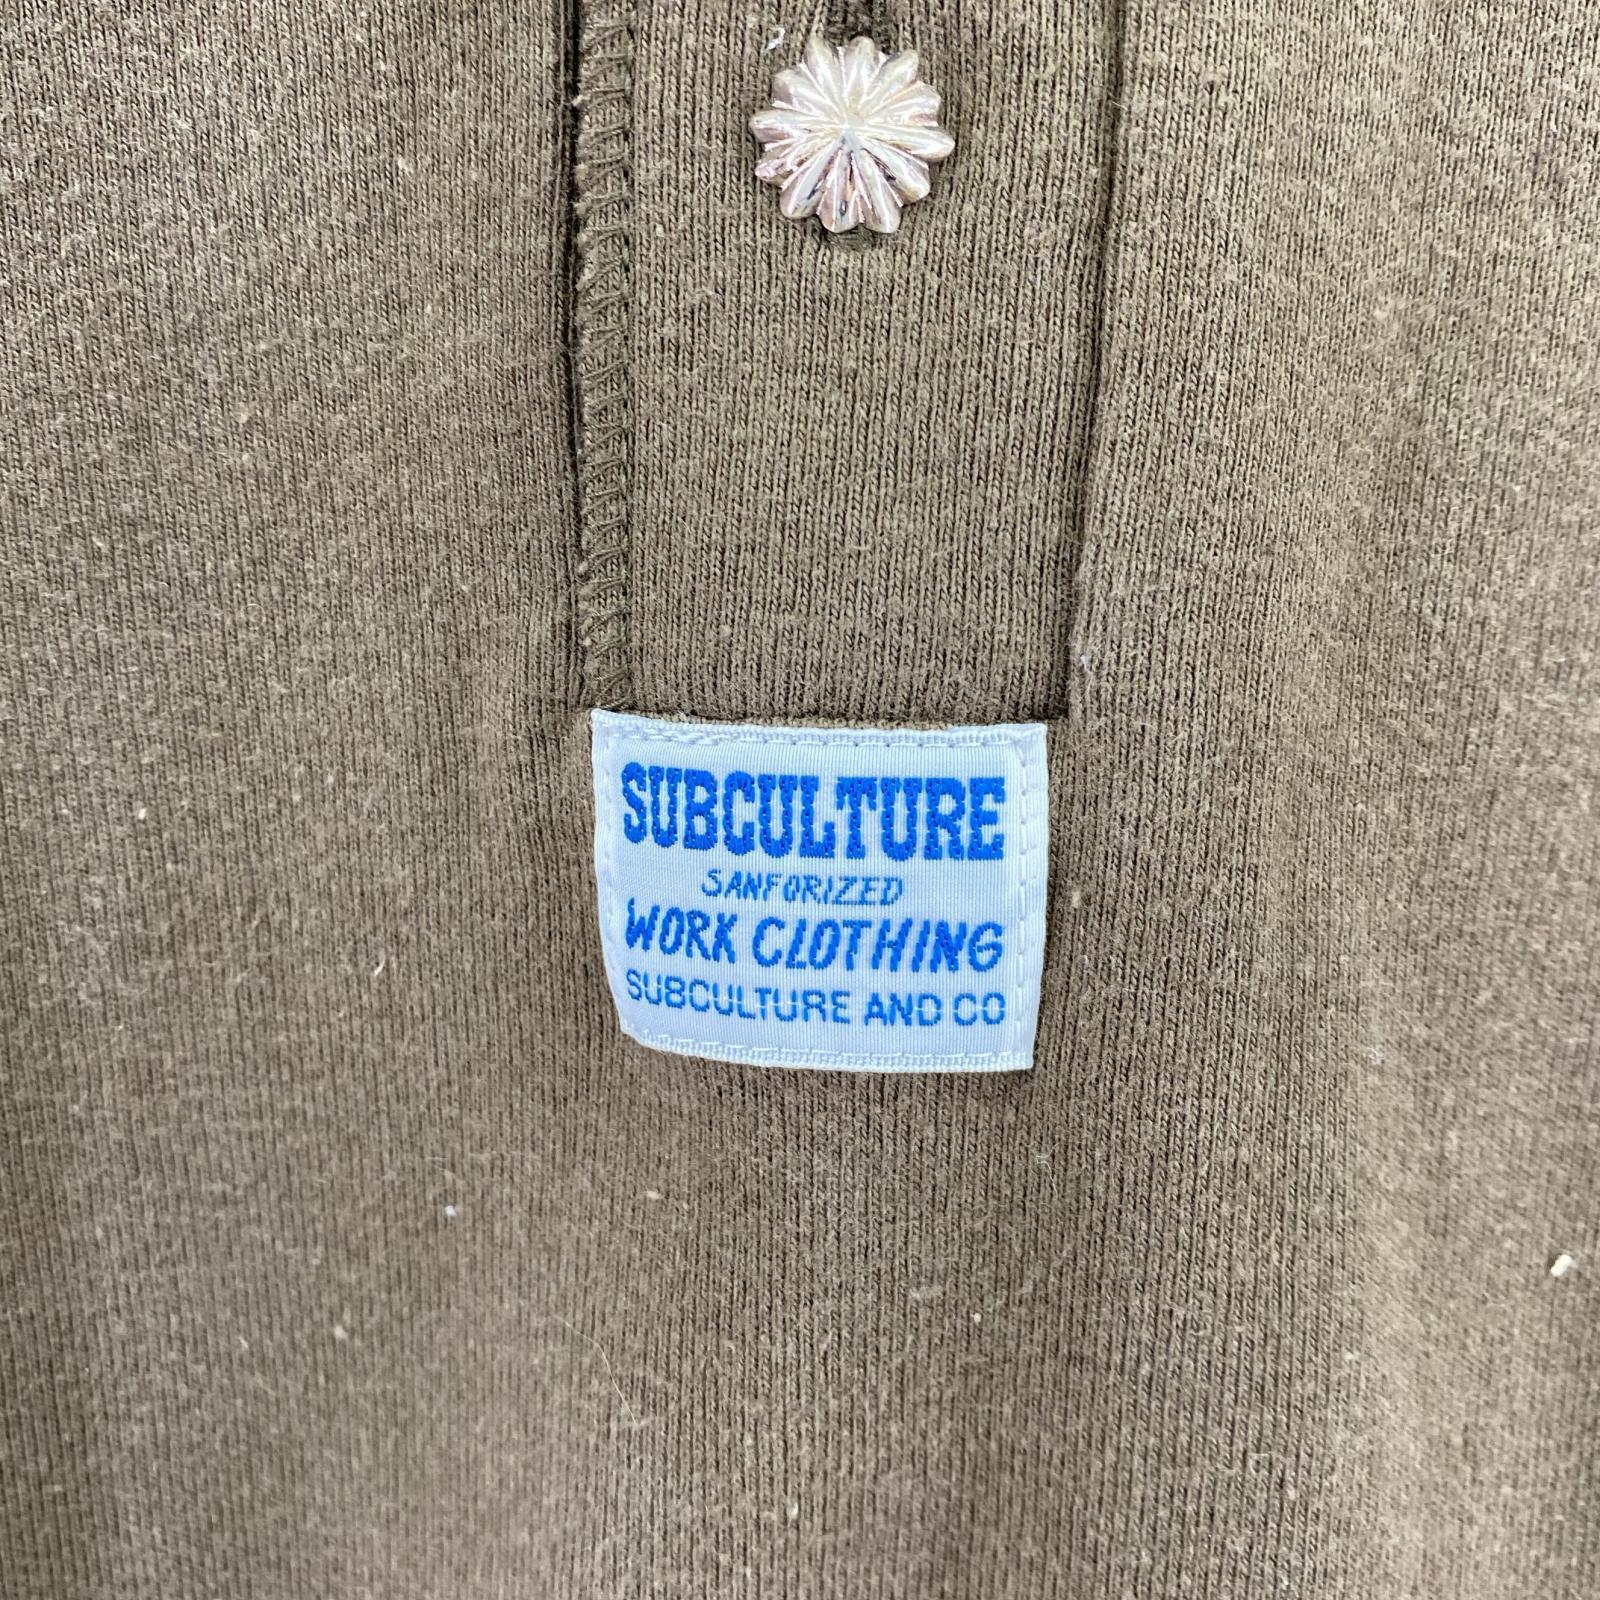 SUBCULTURE
SANFORIZED
WORK CLOTHING
SUBCULTURE AND CO